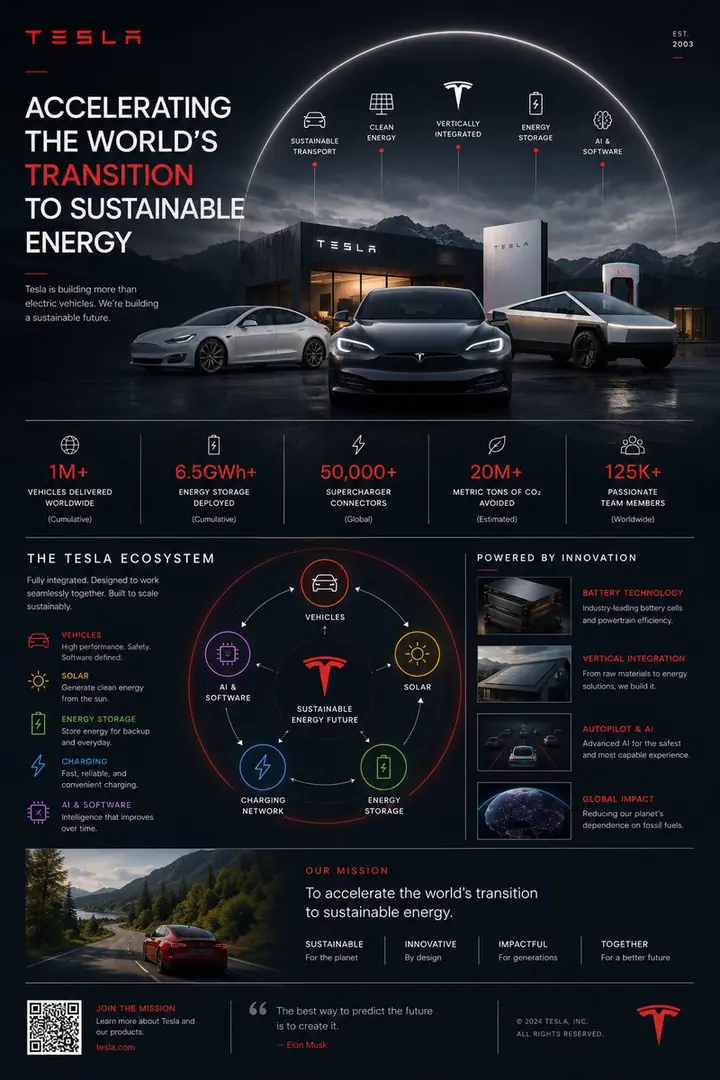 TESLA
EST.
2003
ACCELERATING
THE WORLD'S
TRANSITION
TO SUSTAINABLE
ENERGY
Tesla is building more than
electric vehicles. We're building
a sustainable future.
SUSTAINABLE
TRANSPORT
CLEAN
ENERGY
VERTICALLY
INTEGRATED
ENERGY
STORAGE
AI &
SOFTWARE
TESLA
TESLA
1M+
VEHICLES DELIVERED
WORLDWIDE
(Cumulative)
6.5GWh+
ENERGY STORAGE
DEPLOYED
(Cumulative)
50,000+
SUPERCHARGER
CONNECTORS
(Global)
20M+
METRIC TONS OF CO₂
AVOIDED
(Estimated)
125K+
PASSIONATE
TEAM MEMBERS
(Worldwide)
THE TESLA ECOSYSTEM
Fully integrated. Designed to work
seamlessly together. Built to scale
sustainably.
VEHICLES
High performance. Safety.
Software defined.
SOLAR
Generate clean energy
from the sun.
ENERGY STORAGE
Store energy for backup
and everyday.
CHARGING
Fast, reliable, and
convenient charging.
AI & SOFTWARE
Intelligence that improves
over time.
VEHICLES
SOLAR
ENERGY
STORAGE
CHARGING
NETWORK
AI &
SOFTWARE
SUSTAINABLE
ENERGY FUTURE
POWERED BY INNOVATION
BATTERY TECHNOLOGY
Industry-leading battery cells
and powertrain efficiency.
VERTICAL INTEGRATION
From raw materials to energy
solutions, we build it.
AUTOPILOT & AI
Advanced AI for the safest
and most capable experience.
GLOBAL IMPACT
Reducing our planet's
dependence on fossil fuels.
OUR MISSION
To accelerate the world's transition
to sustainable energy.
SUSTAINABLE
For the planet
INNOVATIVE
By design
IMPACTFUL
For generations
TOGETHER
For a better future
JOIN THE MISSION
Learn more about Tesla and
our products.
tesla.com
“ The best way to predict the future
is to create it.
— Elon Musk
© 2024 TESLA, INC.
ALL RIGHTS RESERVED.